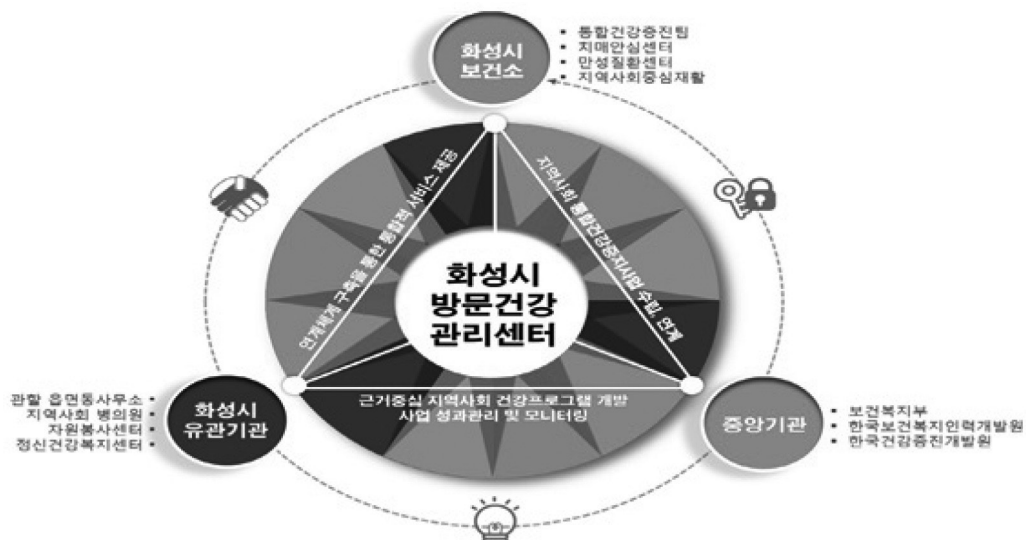 화성시
보건소
• 통합건강증진팀
• 치매안심센터
• 만성질환센터
• 지역사회중심재활
연계체계 구축을 통한 통합적 서비스 제공
지역사회 통합건강증지사업 수립, 연계
화성시
방문건강
관리센터
근거중심 지역사회 건강프로그램 개발
사업 성과관리 및 모니터링
관할 읍면동사무소 •
지역사회 병의원 •
자원봉사센터 •
정신건강복지센터 •
화성시
유관기관
중앙기관
• 보건복지부
• 한국보건복지인력개발원
• 한국건강증진개발원